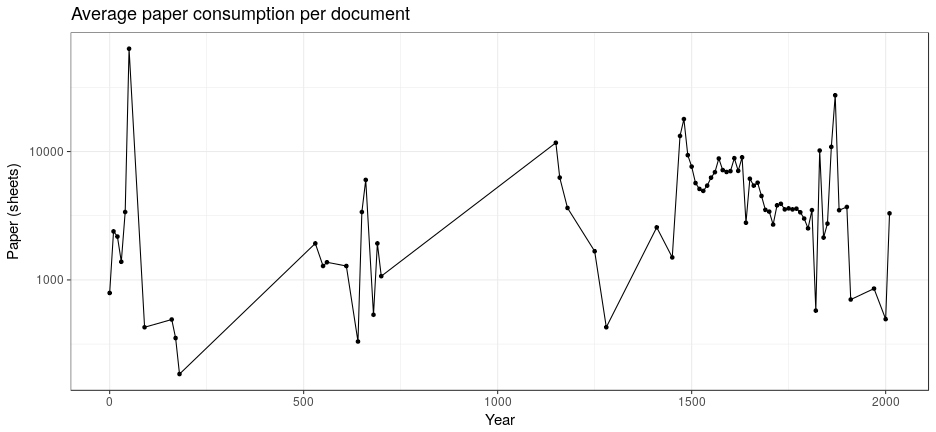 Average paper consumption per document
Paper (sheets)
10000
1000
0 500 1000 1500 2000
Year